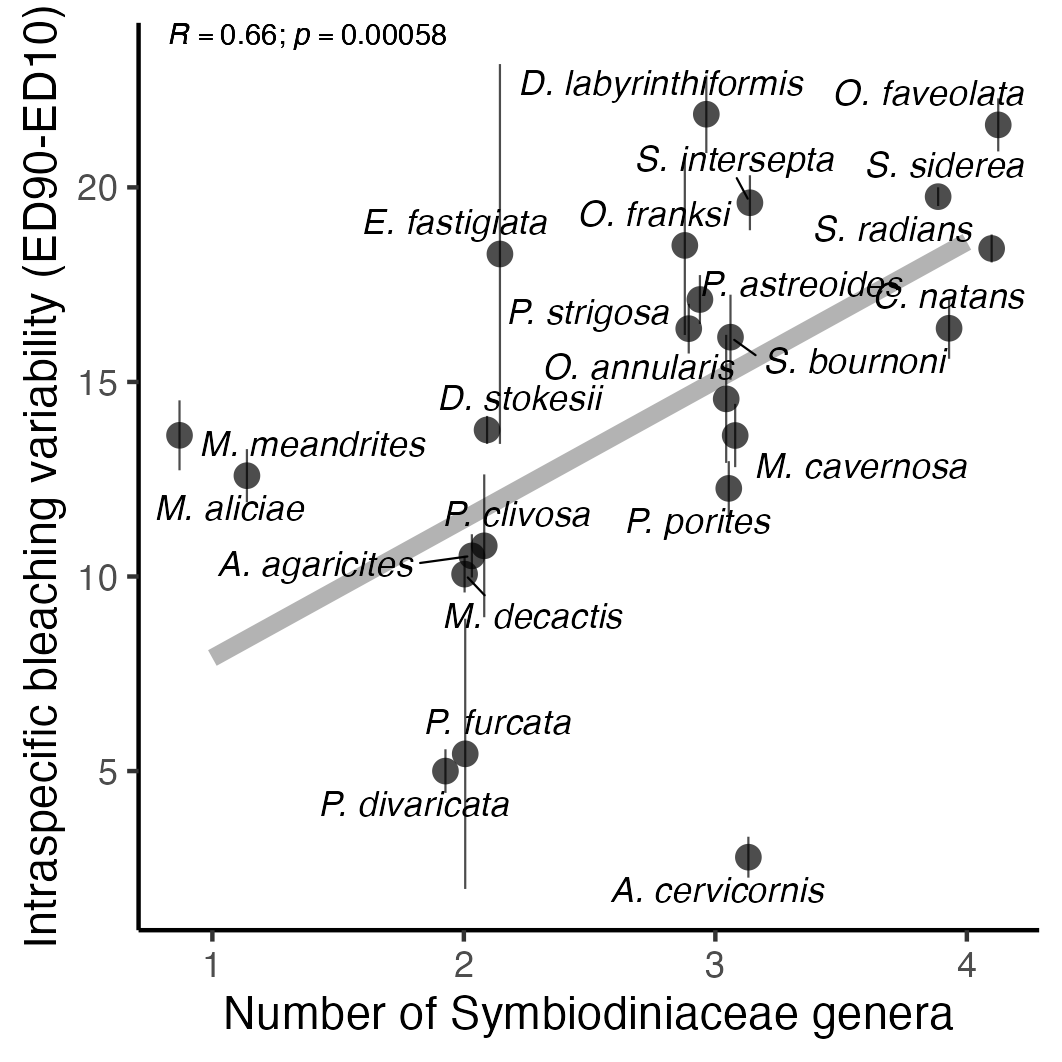 R = 0.66; p = 0.00058
Intraspecific bleaching variability (ED90-ED10)
20
15
10
5
D. labyrinthiformis
O. faveolata
S. intersepta
S. siderea
E. fastigiata
O. franksi
S. radians
P. astreoides
C. natans
P. strigosa
O. annularis
S. bournoni
D. stokesii
M. meandrites
M. cavernosa
M. aliciae
P. clivosa
P. porites
A. agaricites
M. decactis
P. furcata
P. divaricata
A. cervicornis
1
2
3
4
Number of Symbiodiniaceae genera